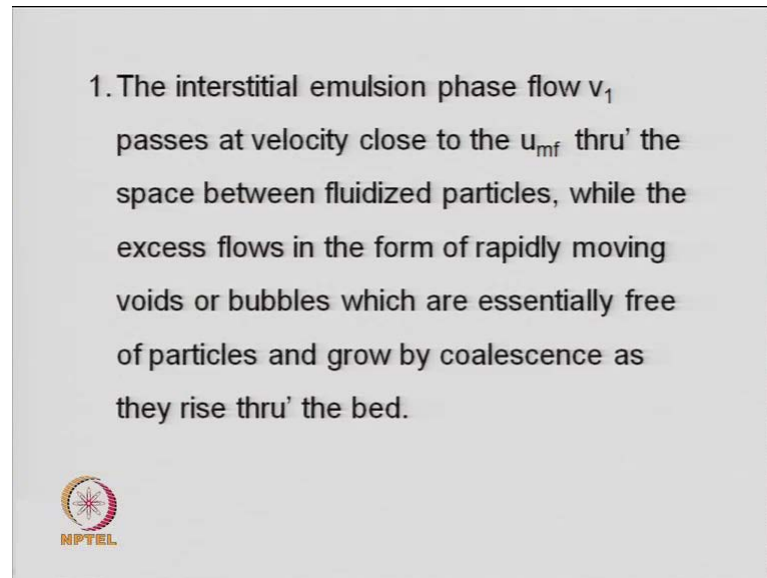 1. The interstitial emulsion phase flow v₁
passes at velocity close to the uₘf thru' the
space between fluidized particles, while the
excess flows in the form of rapidly moving
voids or bubbles which are essentially free
of particles and grow by coalescence as
they rise thru' the bed.
NPTEL